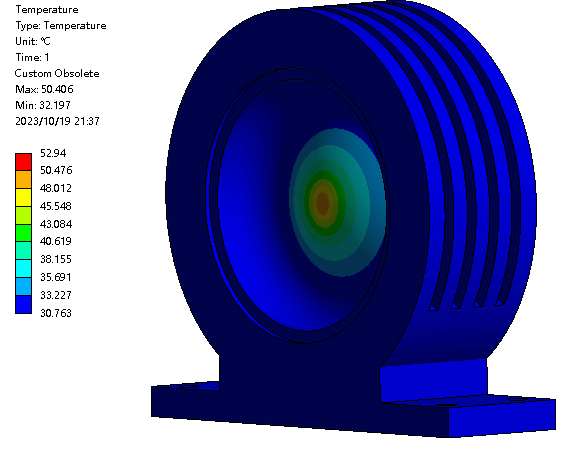 Temperature
Type: Temperature
Unit: °C
Time: 1
Custom Obsolete
Max: 50.406
Min: 32.197
2023/10/19 21:37
52.94
50.476
48.012
45.548
43.084
40.619
38.155
35.691
33.227
30.763